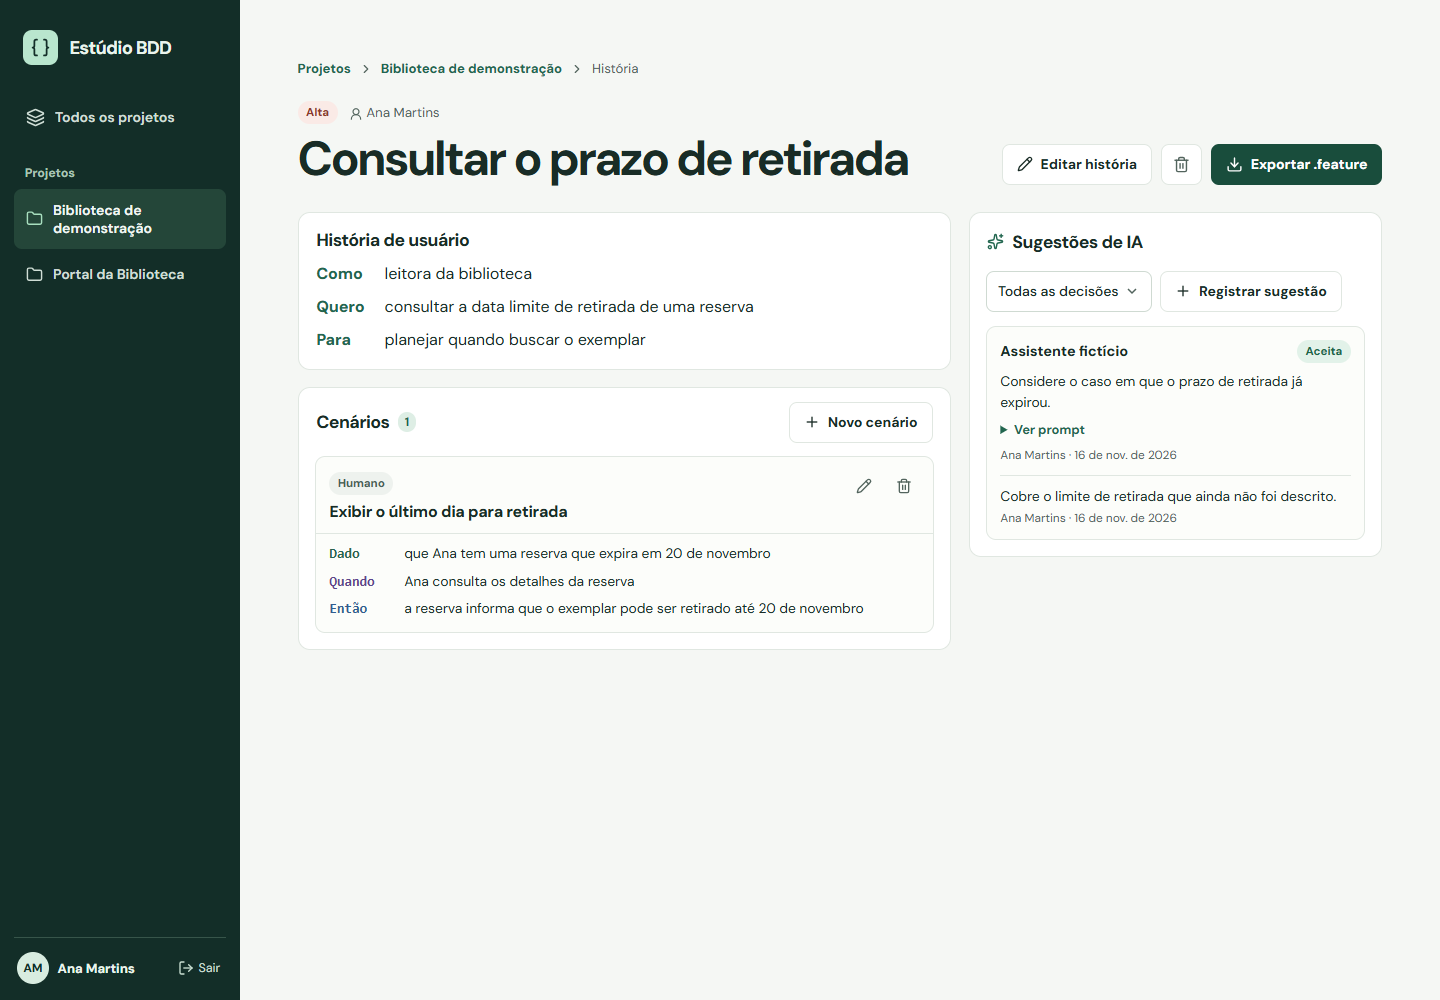 { } Estúdio BDD
Todos os projetos
Projetos
Biblioteca de
demonstração
Portal da Biblioteca
AM Ana Martins Sair
Projetos > Biblioteca de demonstração > História
Alta Ana Martins
Consultar o prazo de retirada
Editar história
Exportar .feature
História de usuário
Como leitora da biblioteca
Quero consultar a data limite de retirada de uma reserva
Para planejar quando buscar o exemplar
Cenários 1
+ Novo cenário
Humano
Exibir o último dia para retirada
Dado que Ana tem uma reserva que expira em 20 de novembro
Quando Ana consulta os detalhes da reserva
Então a reserva informa que o exemplar pode ser retirado até 20 de novembro
Sugestões de IA
Todas as decisões
+ Registrar sugestão
Assistente fictício Aceita
Considere o caso em que o prazo de retirada já
expirou.
Ver prompt
Ana Martins · 16 de nov. de 2026
Cobre o limite de retirada que ainda não foi descrito.
Ana Martins · 16 de nov. de 2026